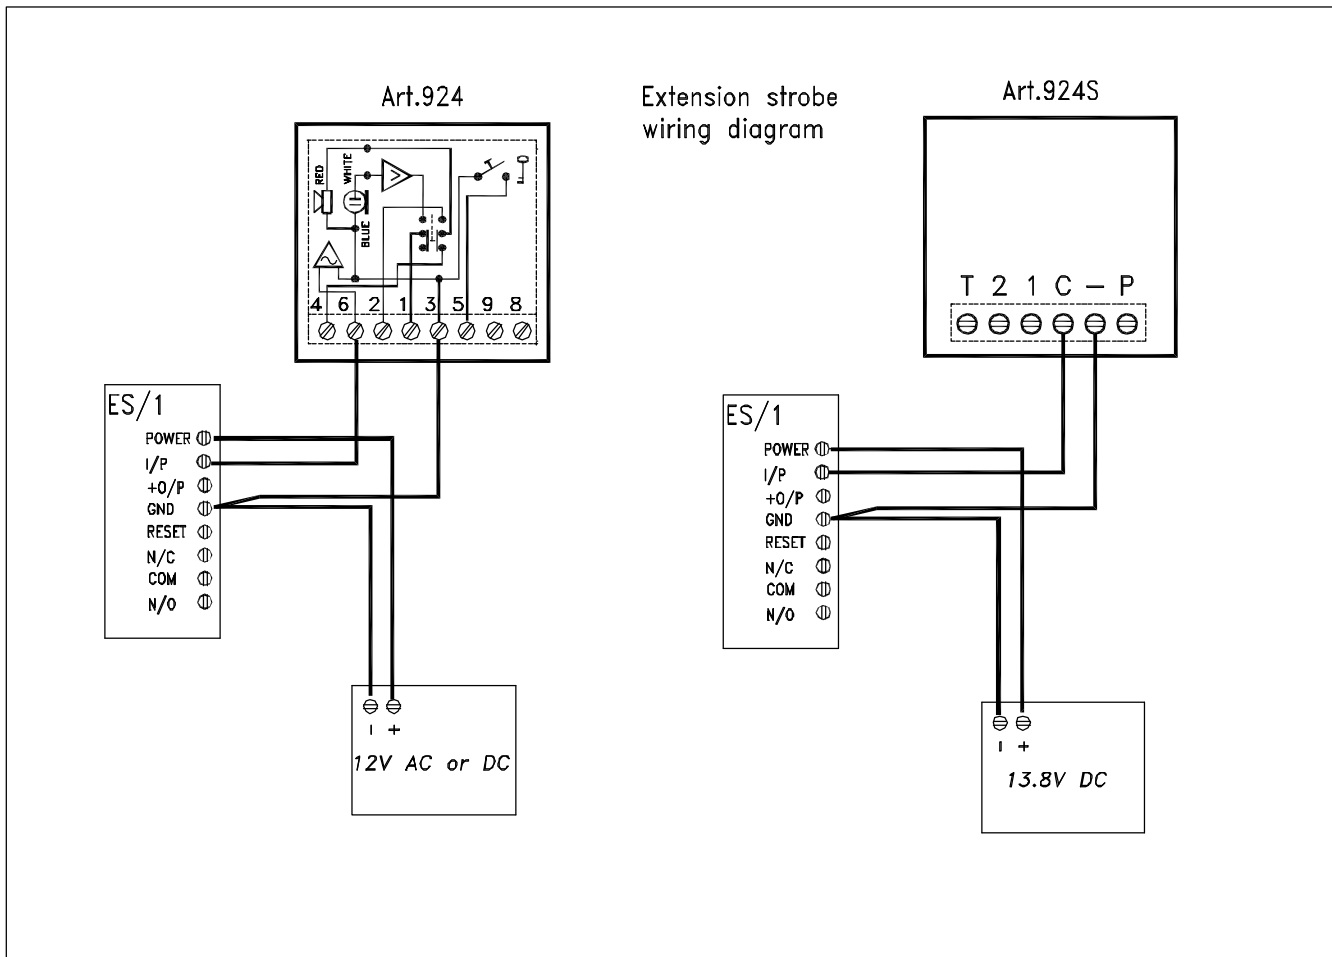 Art.924
Extension strobe
wiring diagram
Art.924S
RED
WHITE
BLUE
4 6 2 1 3 5 9 8
T 2 1 C — P
ES/1
POWER
I/P
+O/P
GND
RESET
N/C
COM
N/O
ES/1
POWER
I/P
+O/P
GND
RESET
N/C
COM
N/O
- +
12V AC or DC
- +
13.8V DC